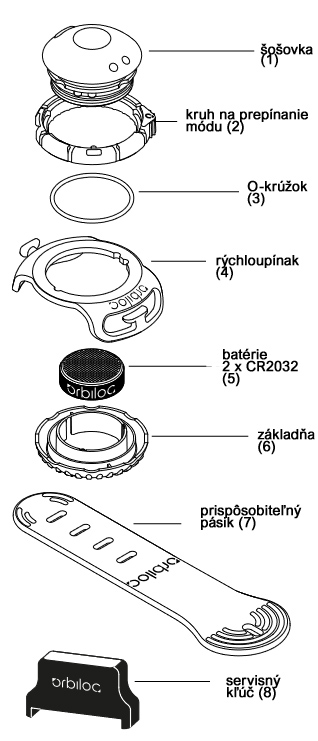 šošovka
(1)
kruh na prepínanie
módu (2)
O-krúžok
(3)
rýchloupínak
(4)
orbiloc
batérie
2 x CR2032
(5)
orbiloc
základňa
(6)
prispôsobiteľný
pásik (7)
orbiloc
servisný
kľúč (8)
orbiloc